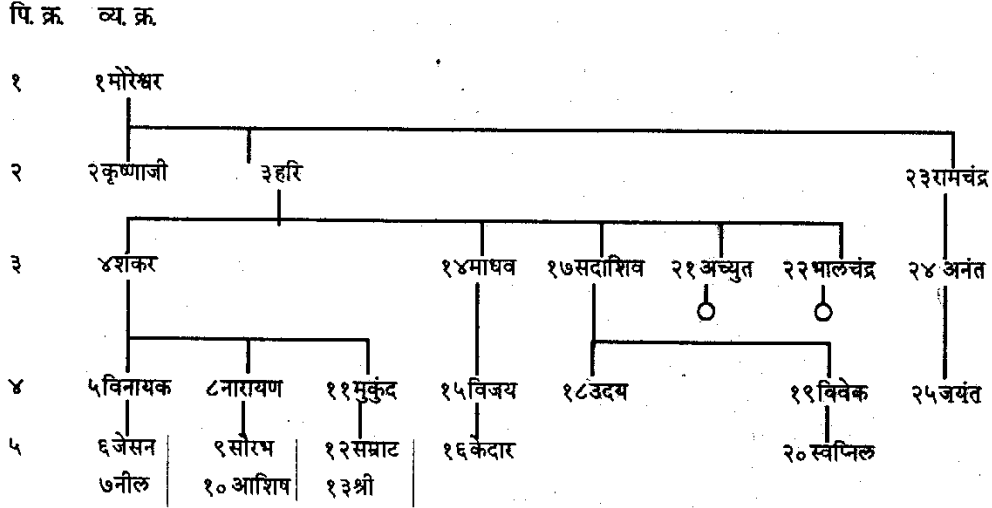 पि. क्र. व्य. क्र.
१ १मोरेश्वर
२ २कृष्णाजी ३हरि २३रामचंद्र
३ ४शंकर १४माधव १७सदाशिव २१अच्युत २२भालचंद्र २४ अनंत
४ ५विनायक ८नारायण ११मुकुंद १५विजय १८उदय १९विवेक २५जयंत
५ ६जेसन ९सौरभ १२सम्राट १६केदार २०स्वप्निल
७नील १०आशिष १३श्री